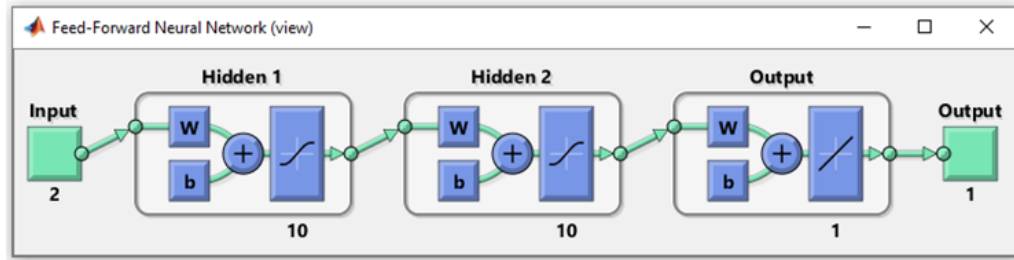 Feed-Forward Neural Network (view)
Hidden 1 Hidden 2 Output
Input Output
W W W
b b b
2 1
10 10 1